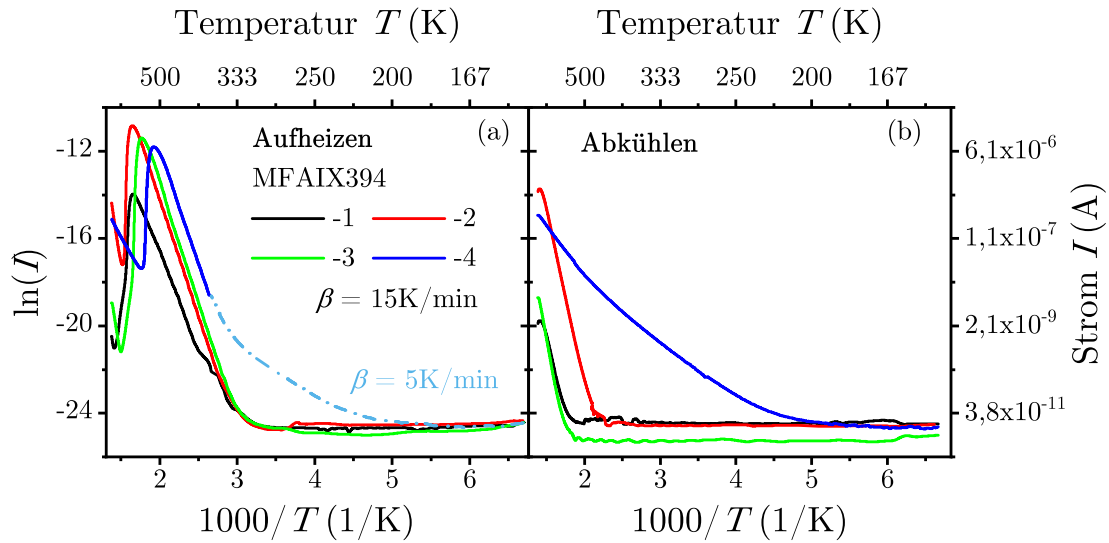 Temperatur T (K) Temperatur T (K)
500 333 250 200 167 500 333 250 200 167
Aufheizen (a) Abkühlen (b)
MFAIX394
-1 -2
-3 -4
β = 15K/min
β = 5K/min
ln(I)
-12
-16
-20
-24
6,1x10⁻⁶
1,1x10⁻⁷
2,1x10⁻⁹
3,8x10⁻¹¹
Strom I (A)
2 3 4 5 6 2 3 4 5 6
1000/T (1/K) 1000/T (1/K)